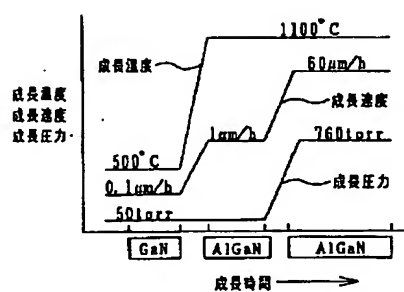 1100°C
成長温度
60μm/h
成長温度
成長速度
成長圧力
成長速度
1μm/h
760torr
500°C
0.1μm/h
成長圧力
50torr
GaN
AlGaN
AlGaN
成長時間